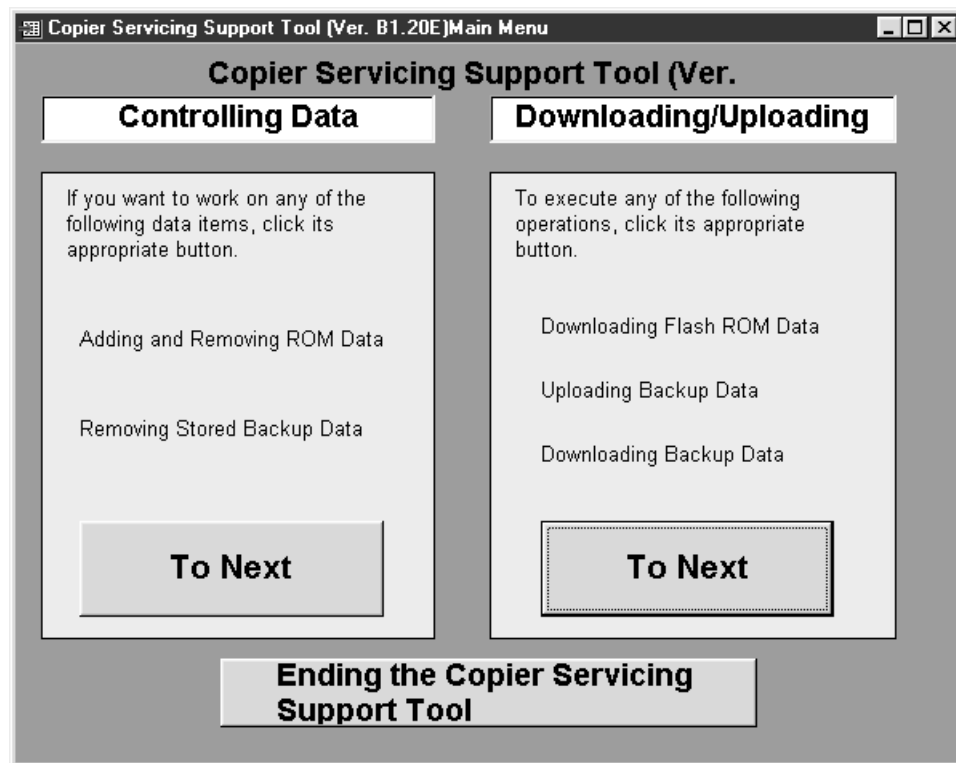 Copier Servicing Support Tool (Ver. B1.20E)Main Menu
Copier Servicing Support Tool (Ver.
Controlling Data
If you want to work on any of the
following data items, click its
appropriate button.
Adding and Removing ROM Data
Removing Stored Backup Data
To Next
Downloading/Uploading
To execute any of the following
operations, click its appropriate
button.
Downloading Flash ROM Data
Uploading Backup Data
Downloading Backup Data
To Next
Ending the Copier Servicing
Support Tool